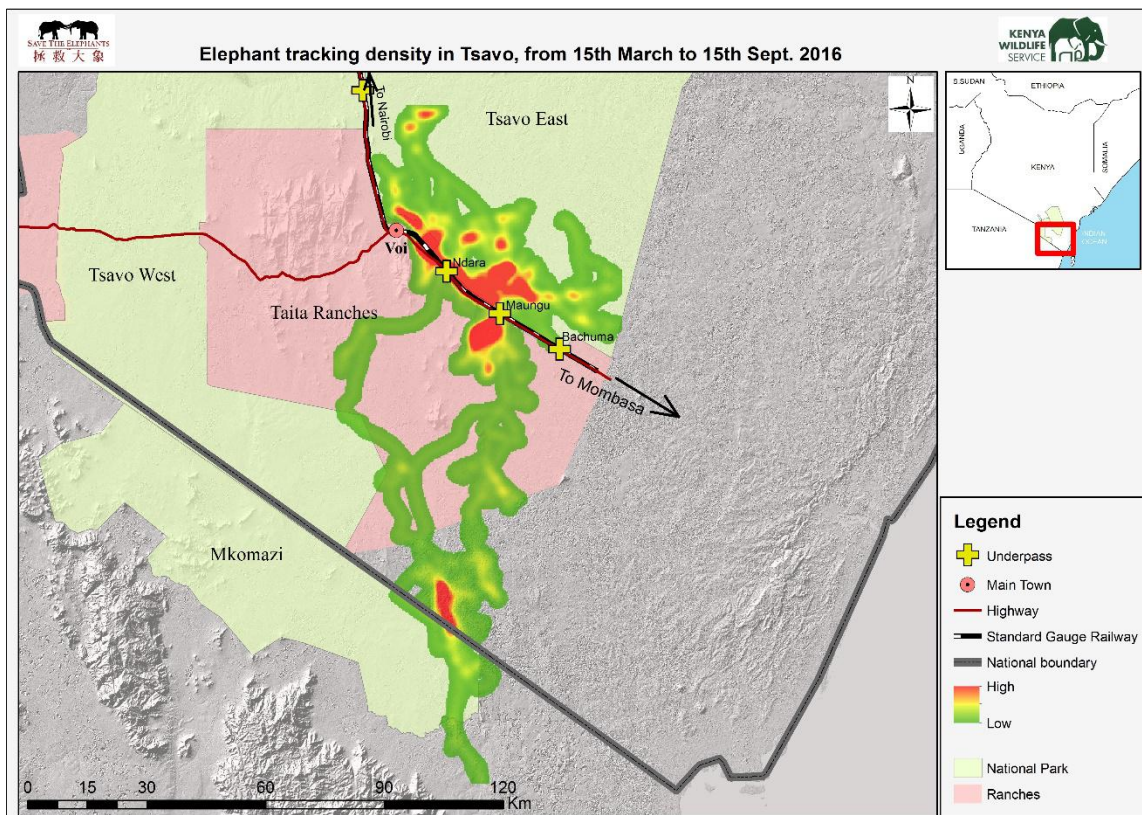 SAVE THE ELEPHANTS
拯救大象
Elephant tracking density in Tsavo, from 15th March to 15th Sept. 2016
KENYA
WILDLIFE
SERVICE
To Nairobi
Tsavo East
N
S.SUDAN
ETHIOPIA
UGANDA
SOMALIA
KENYA
TANZANIA
INDIAN
OCEAN
Voi
Ndara
Tsavo West
Taita Ranches
Maungu
Bachuma
To Mombasa
Mkomazi
Legend
Underpass
Main Town
Highway
Standard Gauge Railway
National boundary
High
Low
National Park
Ranches
0 15 30 60 90 120
Km